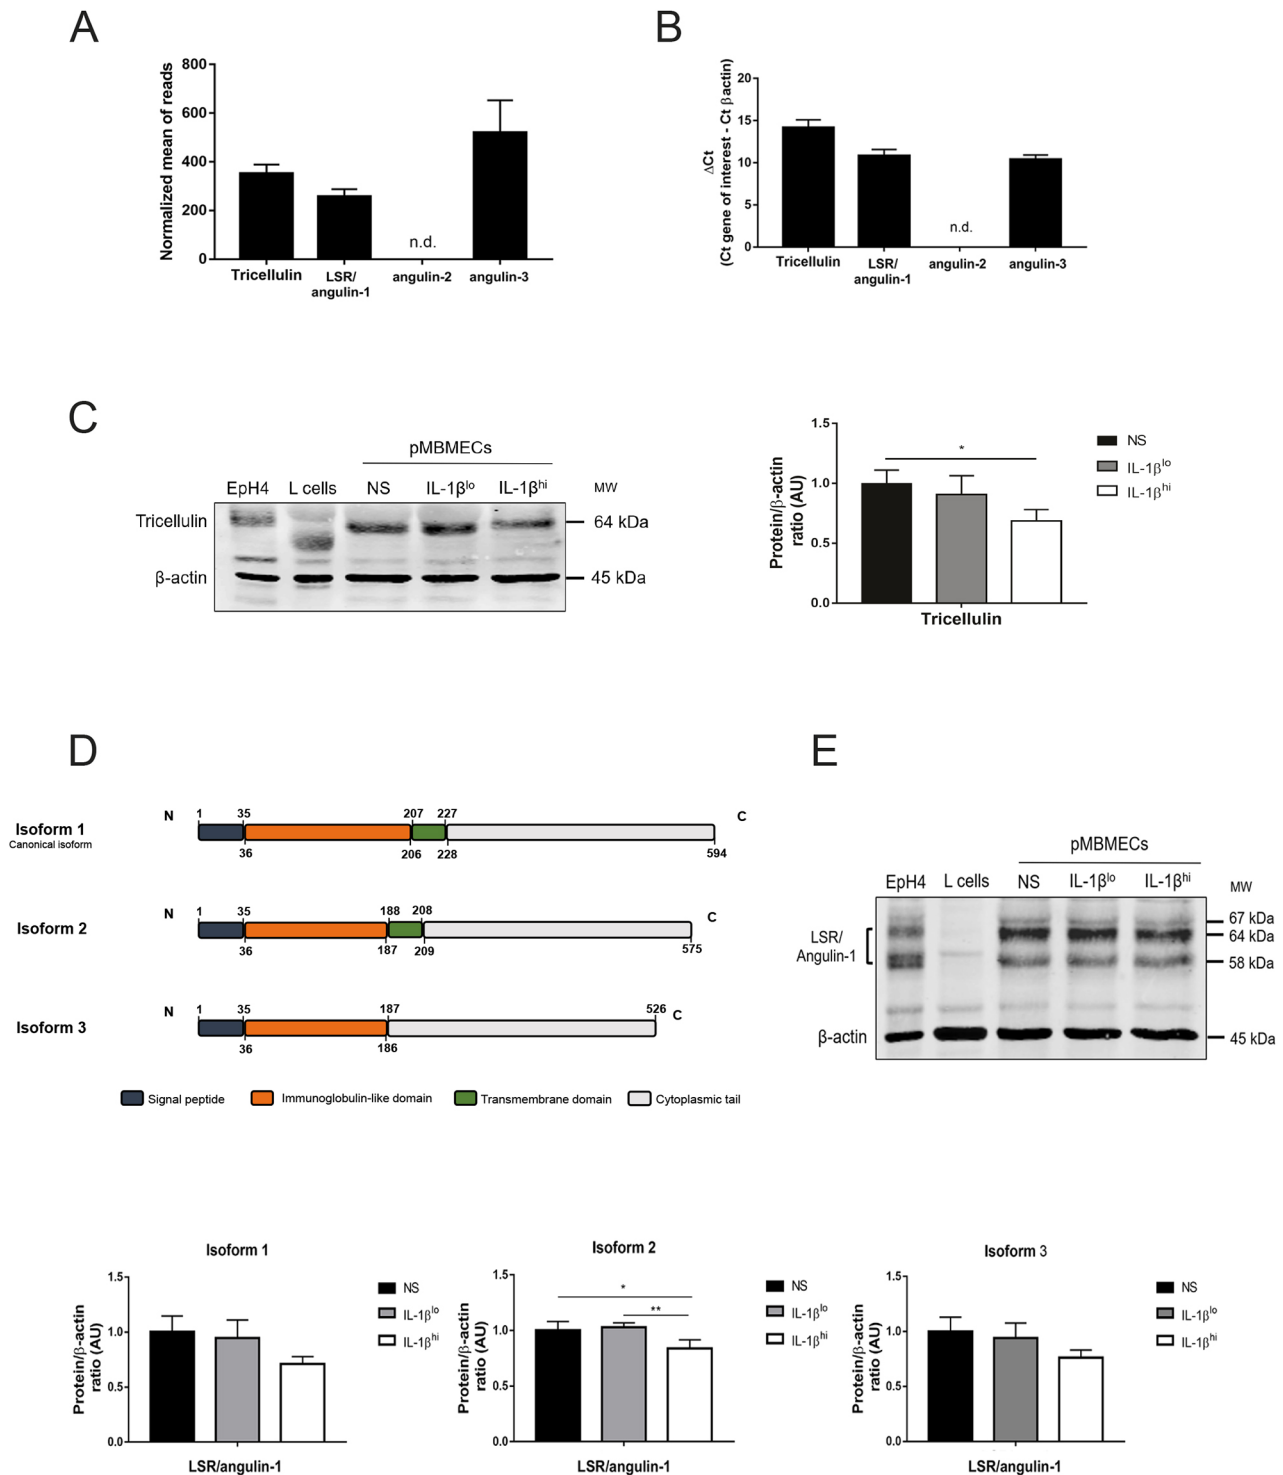 A
Normalized mean of reads
800
600
400
200
0
n.d.
Tricellulin
LSR/
angulin-1
angulin-2
angulin-3
B
ΔCt
(Ct gene of interest - Ct βactin)
20
15
10
5
0
n.d.
Tricellulin
LSR/
angulin-1
angulin-2
angulin-3
C
pMBMECs
EpH4 L cells NS IL-1βlo IL-1βhi MW
Tricellulin
64 kDa
β-actin
45 kDa
Protein/β-actin
ratio (AU)
1.5
1.0
0.5
0.0
*
Tricellulin
NS
IL-1βlo
IL-1βhi
D
Isoform 1
Canonical isoform
N 1 35 207 227 C
36 206 228 594
Isoform 2
N 1 35 188 208 C
36 187 209 575
Isoform 3
N 1 35 187 526 C
36 186
Signal peptide Immunoglobulin-like domain Transmembrane domain Cytoplasmic tail
E
pMBMECs
EpH4 L cells NS IL-1βlo IL-1βhi MW
LSR/
Angulin-1
67 kDa
64 kDa
58 kDa
β-actin
45 kDa
Isoform 1
Protein/β-actin
ratio (AU)
1.5
1.0
0.5
0.0
LSR/angulin-1
NS
IL-1βlo
IL-1βhi
Isoform 2
Protein/β-actin
ratio (AU)
1.5
1.0
0.5
0.0
*
**
LSR/angulin-1
NS
IL-1βlo
IL-1βhi
Isoform 3
Protein/β-actin
ratio (AU)
1.5
1.0
0.5
0.0
LSR/angulin-1
NS
IL-1βlo
IL-1βhi